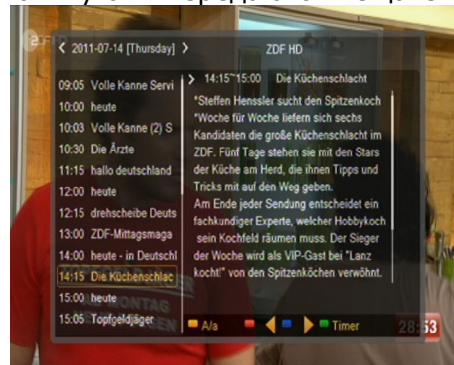 < 2011-07-14 [Thursday] >
ZDF HD
09:05 Volle Kanne Servi
10:00 heute
10:03 Volle Kanne (2) S
10:30 Die Ärzte
11:15 hallo deutschland
12:00 heute
12:15 drehscheibe Deuts
13:00 ZDF-Mittagsmaga
14:00 heute - in Deutschl
14:15 Die Küchenschlac
15:00 heute
15:05 Topfgeldjäger
> 14:15~15:00 Die Küchenschlacht
*Steffen Henssler sucht den Spitzenkoch
*Woche für Woche liefern sich sechs
Kandidaten die große Küchenschlacht im
ZDF. Fünf Tage stehen sie mit den Stars
der Küche am Herd, die ihnen Tipps und
Tricks mit auf den Weg geben.
Am Ende jeder Sendung entscheidet ein
fachkundiger Experte, welcher Hobbykoch
sein Kochfeld räumen muss. Der Sieger
der Woche wird als VIP-Gast bei "Lanz
kocht!" von den Spitzenköchen verwöhnt.
A/a
Timer
28:53